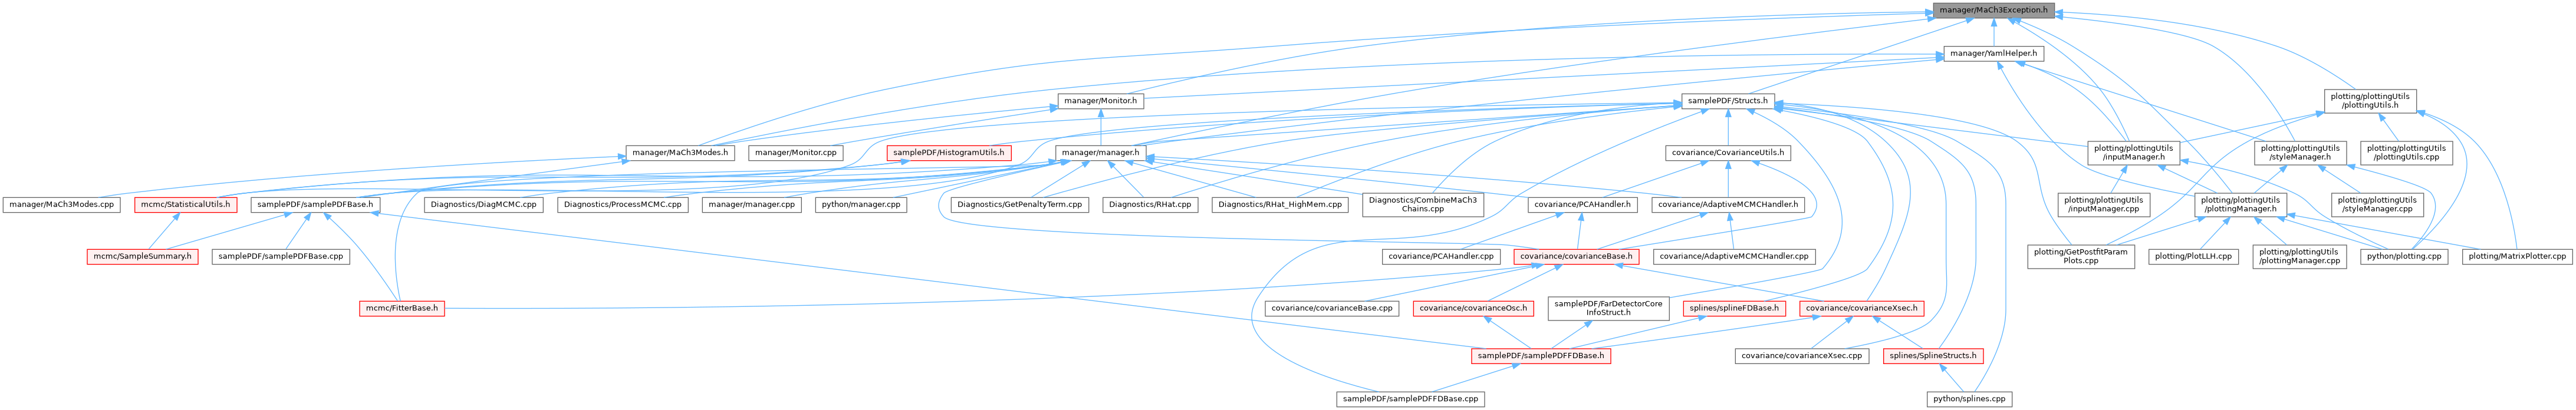 manager/MaCh3Exception.h
manager/YamlHelper.h
manager/Monitor.h
samplePDF/Structs.h
plotting/plottingUtils
/plottingUtils.h
manager/MaCh3Modes.h
manager/Monitor.cpp
samplePDF/HistogramUtils.h
manager/manager.h
covariance/CovarianceUtils.h
plotting/plottingUtils
/inputManager.h
plotting/plottingUtils
/styleManager.h
plotting/plottingUtils
/plottingUtils.cpp
manager/MaCh3Modes.cpp
mcmc/StatisticalUtils.h
samplePDF/samplePDFBase.h
Diagnostics/DiagMCMC.cpp
Diagnostics/ProcessMCMC.cpp
manager/manager.cpp
python/manager.cpp
Diagnostics/GetPenaltyTerm.cpp
Diagnostics/RHat.cpp
Diagnostics/RHat_HighMem.cpp
Diagnostics/CombineMaCh3
Chains.cpp
covariance/PCAHandler.h
covariance/AdaptiveMCMCHandler.h
plotting/plottingUtils
/inputManager.cpp
plotting/plottingUtils
/plottingManager.h
plotting/plottingUtils
/styleManager.cpp
mcmc/SampleSummary.h
samplePDF/samplePDFBase.cpp
covariance/PCAHandler.cpp
covariance/covarianceBase.h
covariance/AdaptiveMCMCHandler.cpp
plotting/GetPostfitParam
Plots.cpp
plotting/PlotLLH.cpp
plotting/plottingUtils
/plottingManager.cpp
python/plotting.cpp
plotting/MatrixPlotter.cpp
mcmc/FitterBase.h
covariance/covarianceBase.cpp
covariance/covarianceOsc.h
samplePDF/FarDetectorCore
InfoStruct.h
splines/splineFDBase.h
covariance/covarianceXsec.h
samplePDF/samplePDFFDBase.h
covariance/covarianceXsec.cpp
splines/SplineStructs.h
samplePDF/samplePDFFDBase.cpp
python/splines.cpp